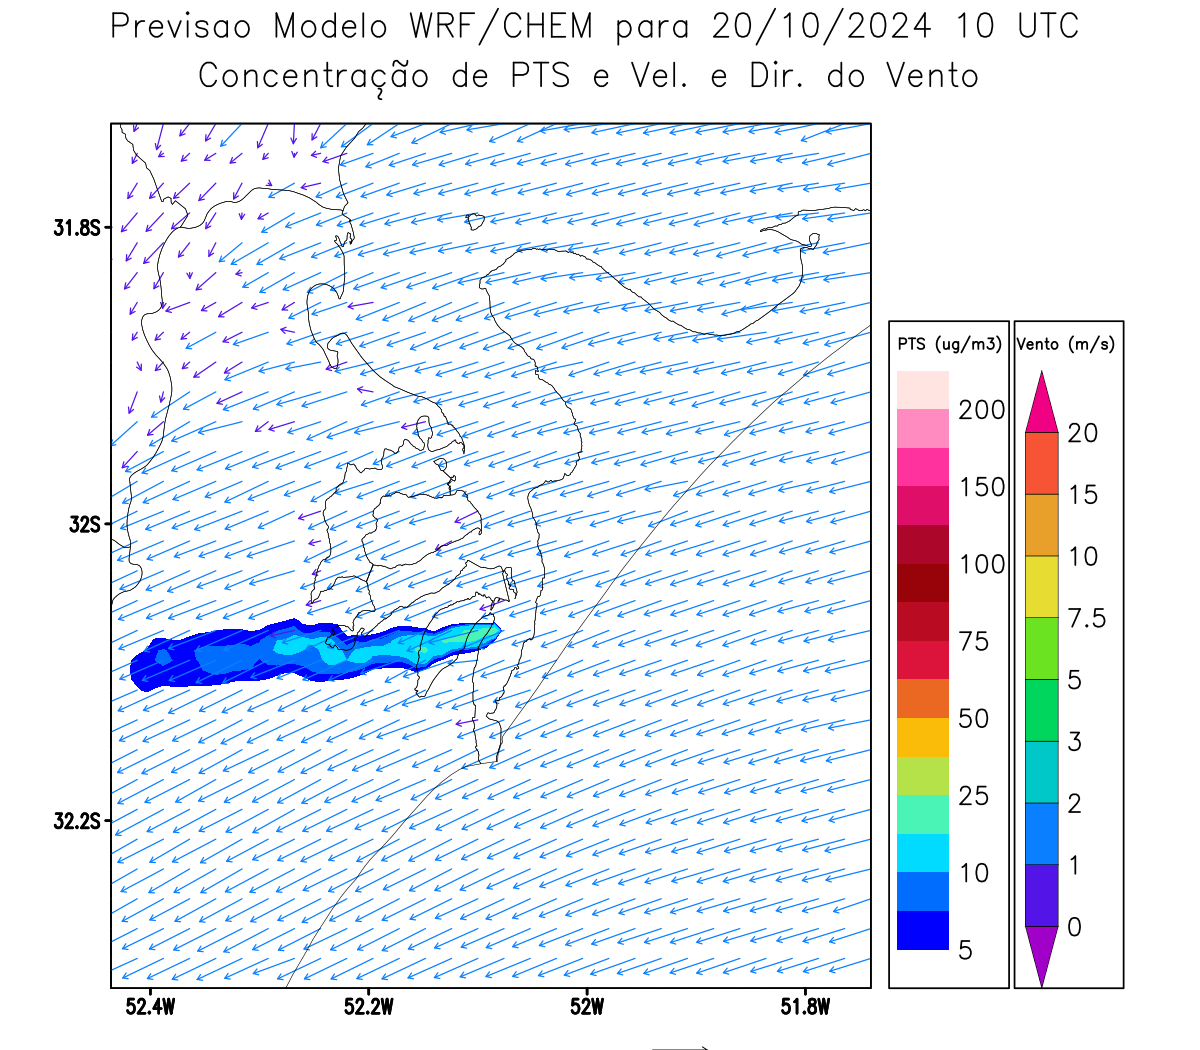 Previsao Modelo WRF/CHEM para 20/10/2024 10 UTC
Concentração de PTS e Vel. e Dir. do Vento
31.8S
32S
32.2S
52.4W
52.2W
52W
51.8W
PTS (ug/m3)
200
150
100
75
50
25
10
5
Vento (m/s)
20
15
10
7.5
5
3
2
1
0